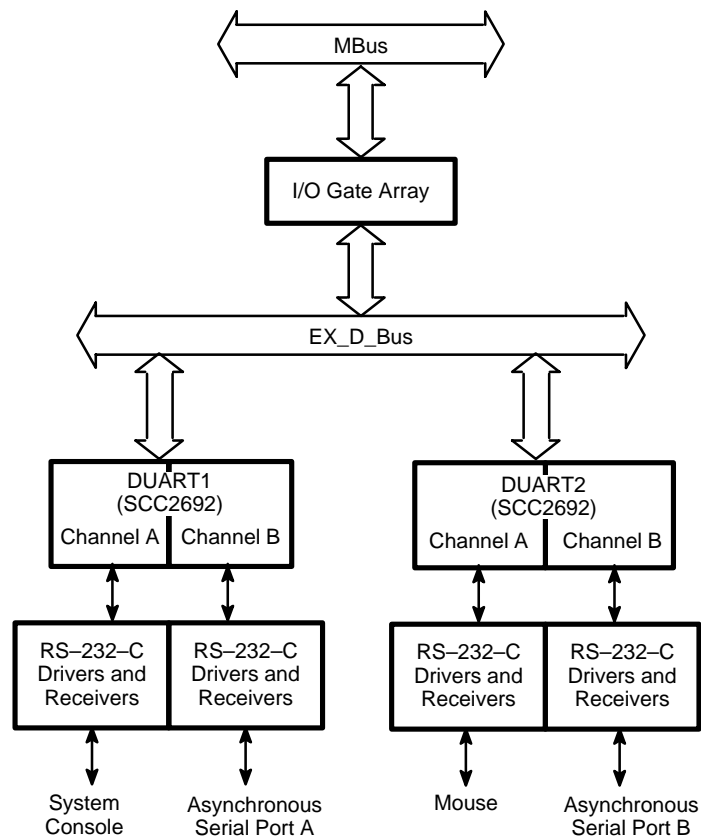 MBus
I/O Gate Array
EX_D_Bus
DUART1
(SCC2692)
Channel A
Channel B
DUART2
(SCC2692)
Channel A
Channel B
RS–232–C
Drivers and
Receivers
RS–232–C
Drivers and
Receivers
RS–232–C
Drivers and
Receivers
RS–232–C
Drivers and
Receivers
System
Console
Asynchronous
Serial Port A
Mouse
Asynchronous
Serial Port B